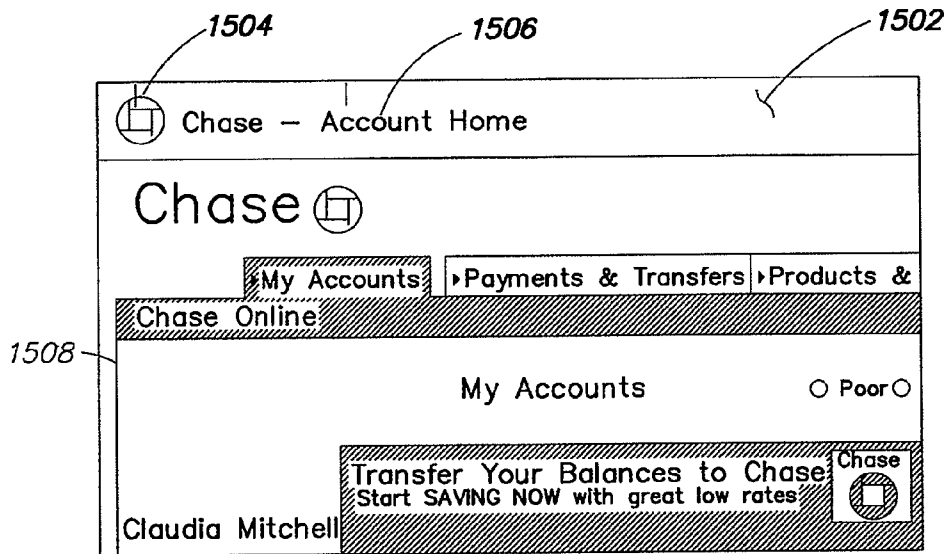 1504
1506
1502
Chase – Account Home
Chase
My Accounts
Payments & Transfers
Products &
Chase Online
1508
My Accounts
Poor
Transfer Your Balances to Chase
Start SAVING NOW with great low rates
Chase
Claudia Mitchell